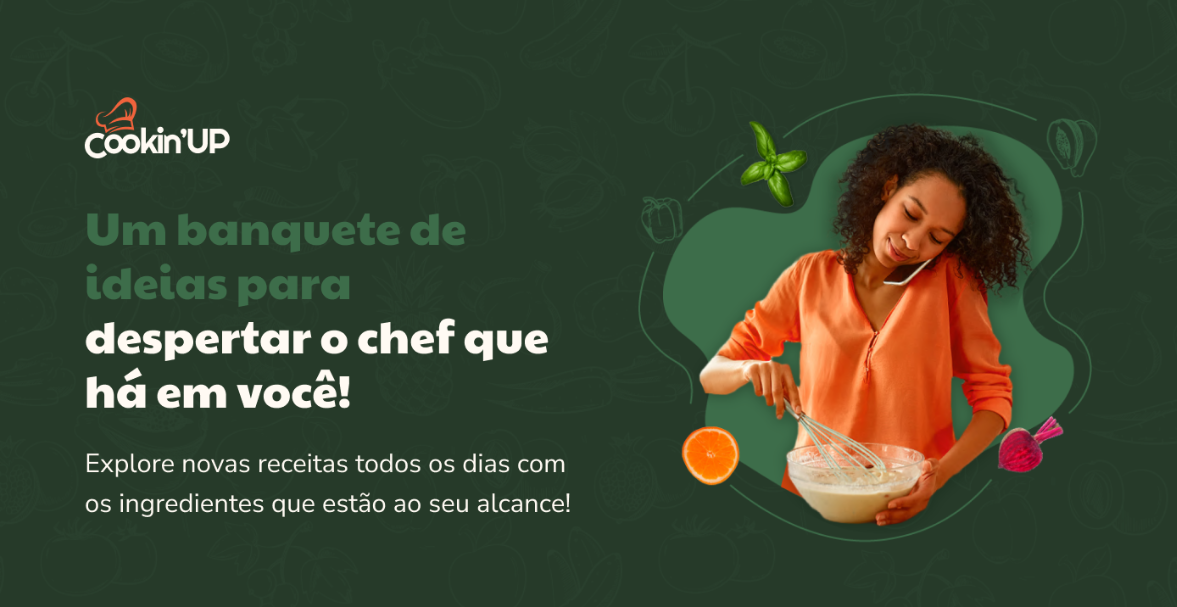 Cookin'UP
Um banquete de
ideias para
despertar o chef que
há em você!
Explore novas receitas todos os dias com
os ingredientes que estão ao seu alcance!